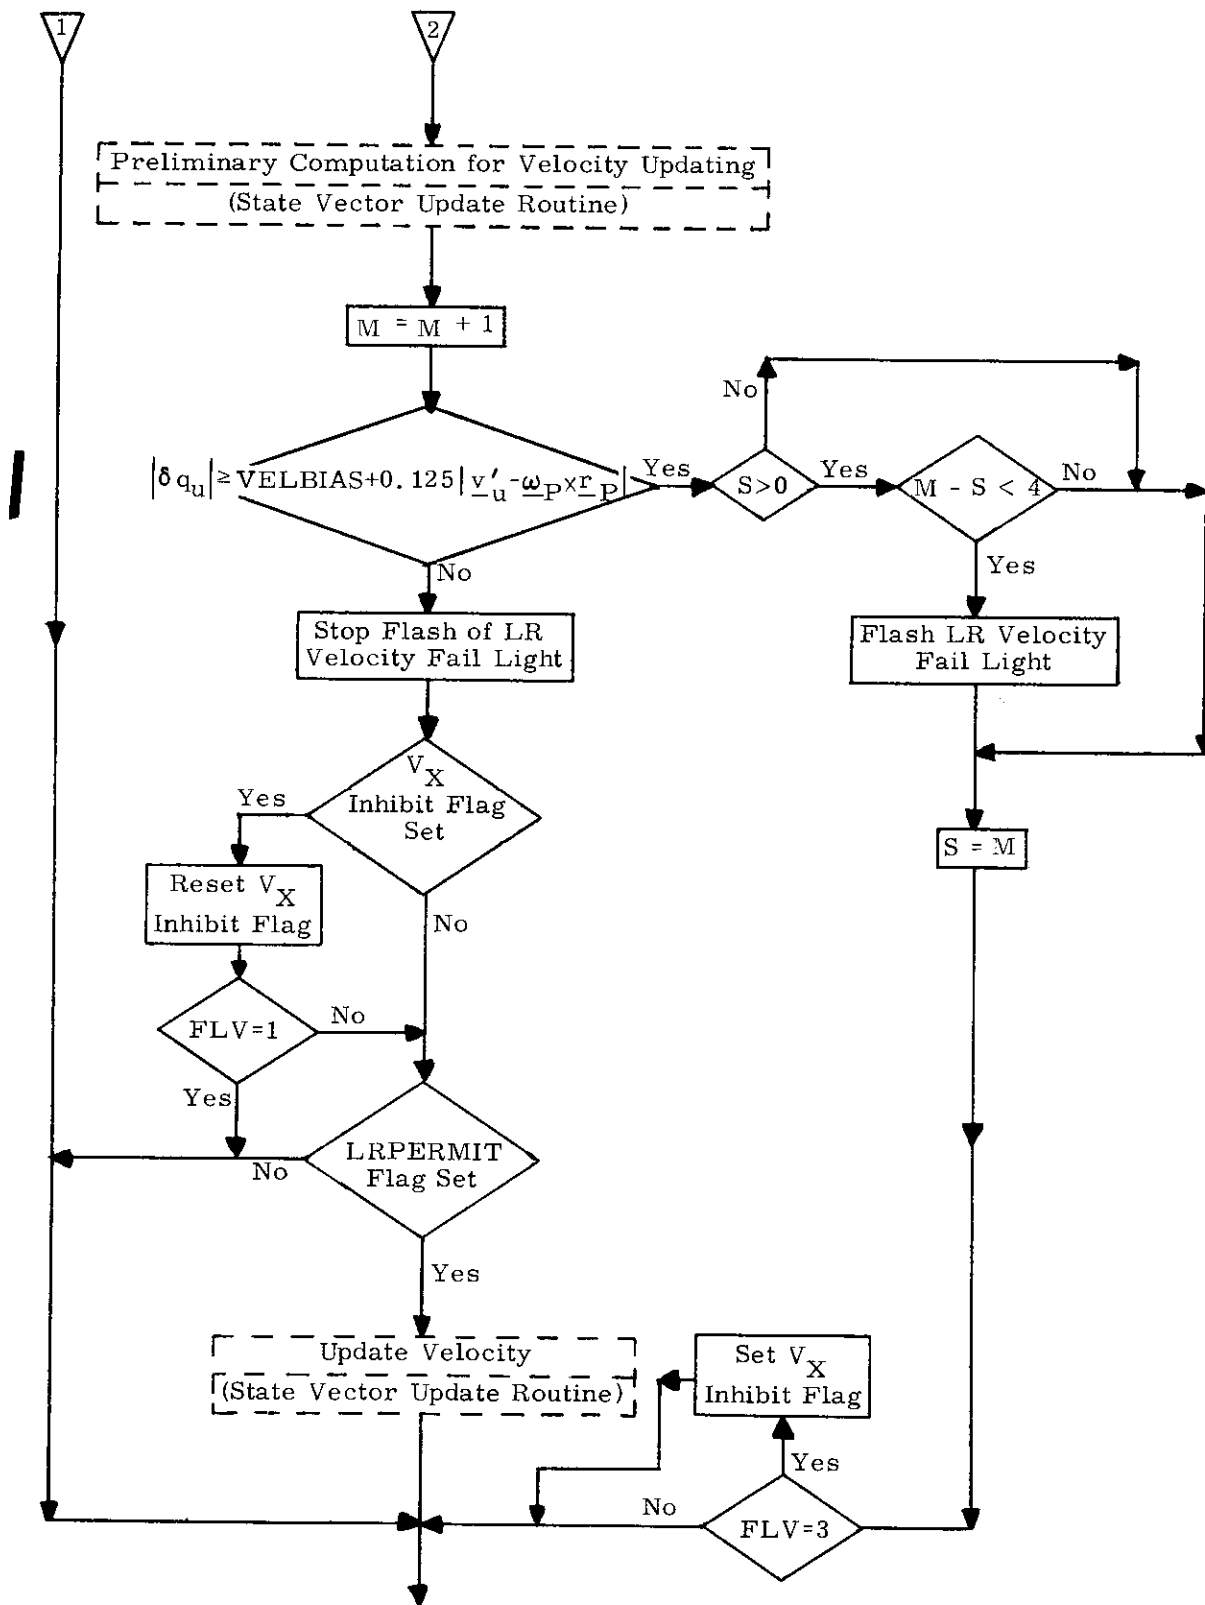 1
2
Preliminary Computation for Velocity Updating
(State Vector Update Routine)
M = M + 1
|δq_u| ≥ VELBIAS+0.125|v′_u-ω_P×r_P|
Yes
S>0
No
Yes
M - S < 4
No
Yes
No
Stop Flash of LR
Velocity Fail Light
Flash LR Velocity
Fail Light
V_X
Inhibit Flag
Set
Yes
No
S = M
Reset V_X
Inhibit Flag
FLV=1
No
Yes
LRPERMIT
Flag Set
No
Yes
Update Velocity
(State Vector Update Routine)
Set V_X
Inhibit Flag
Yes
No
FLV=3